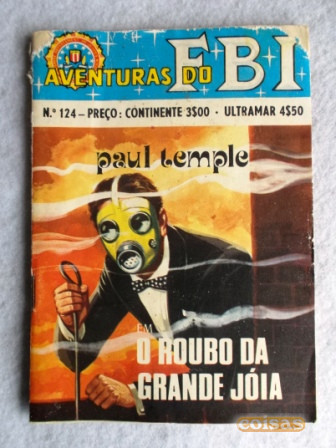 AVENTURAS DO FBI
N.º 124 — PREÇO: CONTINENTE 3$00 · ULTRAMAR 4$50
paul temple
EM
O ROUBO DA
GRANDE JÓIA
coisas